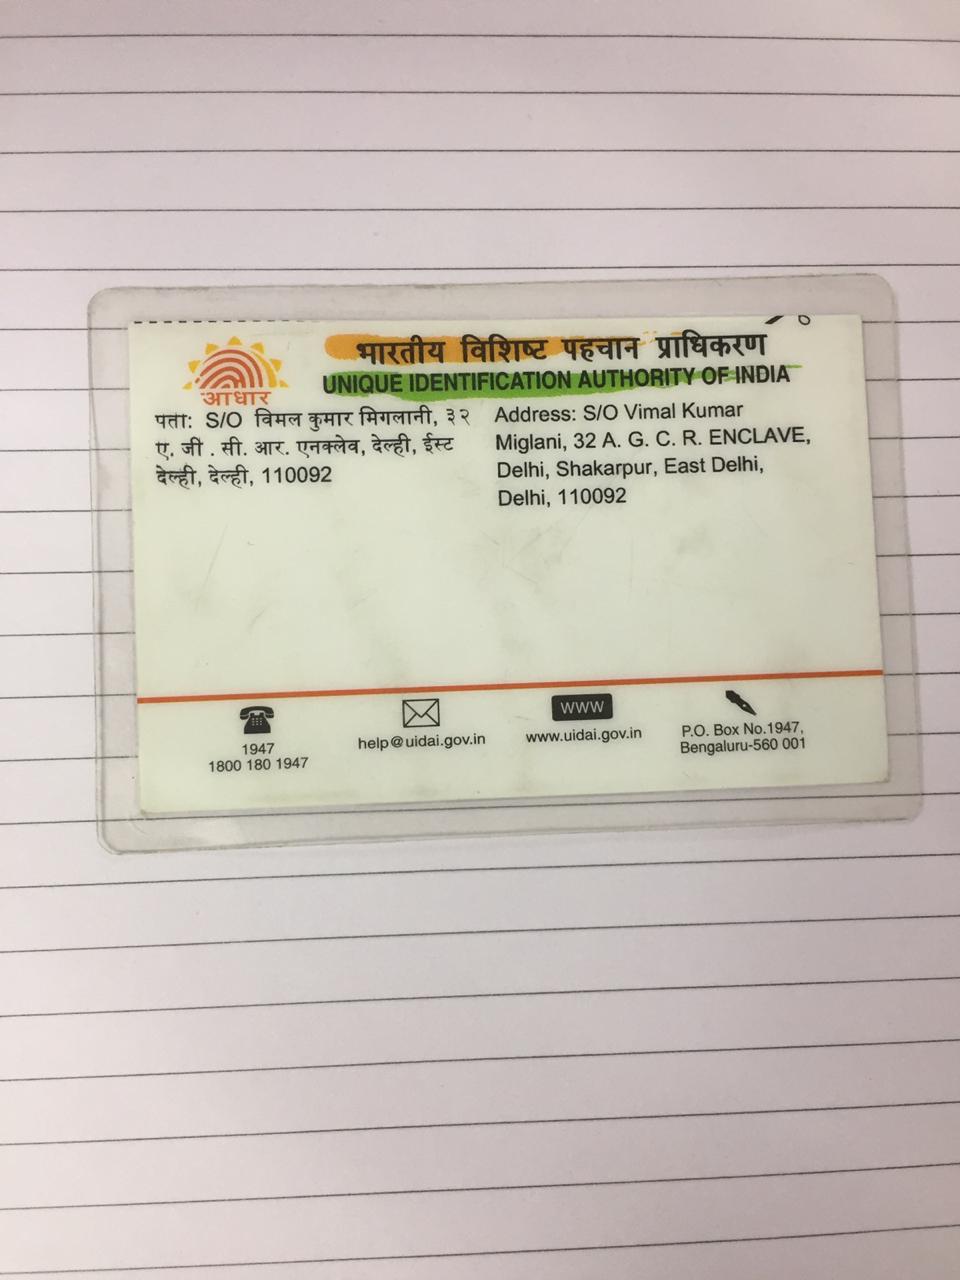 भारतीय विशिष्ट पहचान प्राधिकरण
UNIQUE IDENTIFICATION AUTHORITY OF INDIA
आधार
पता: S/O विमल कुमार मिगलानी, ३२
ए. जी . सी. आर. एनक्लेव, देल्ही, ईस्ट
देल्ही, देल्ही, 110092
Address: S/O Vimal Kumar
Miglani, 32 A. G. C. R. ENCLAVE,
Delhi, Shakarpur, East Delhi,
Delhi, 110092
1947
1800 180 1947
help@uidai.gov.in
WWW
www.uidai.gov.in
P.O. Box No.1947,
Bengaluru-560 001